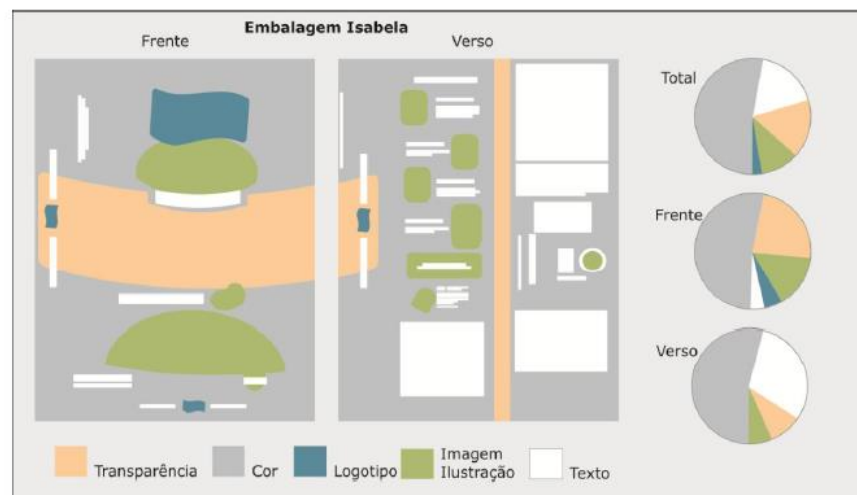 Embalagem Isabela
Frente
Verso
Total
Frente
Verso
Transparência
Cor
Logotipo
Imagem
Ilustração
Texto